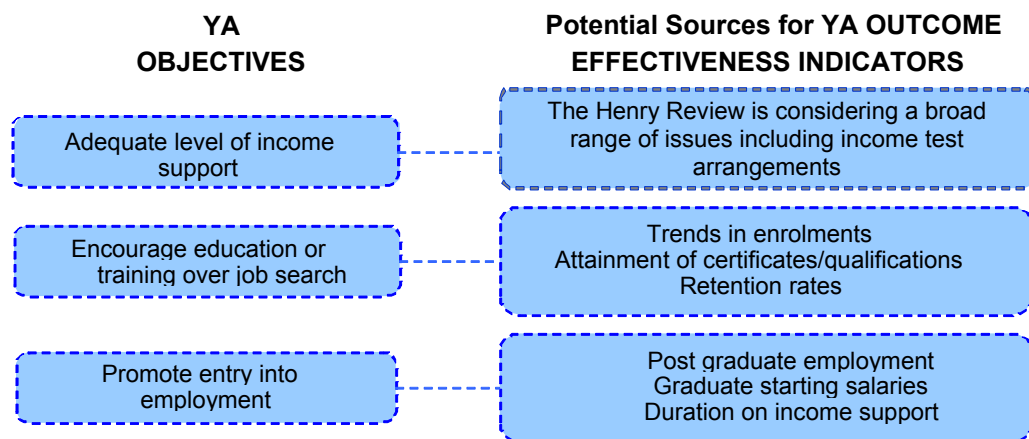 YA
OBJECTIVES
Potential Sources for YA OUTCOME
EFFECTIVENESS INDICATORS
Adequate level of income
support
The Henry Review is considering a broad
range of issues including income test
arrangements
Encourage education or
training over job search
Trends in enrolments
Attainment of certificates/qualifications
Retention rates
Promote entry into
employment
Post graduate employment
Graduate starting salaries
Duration on income support